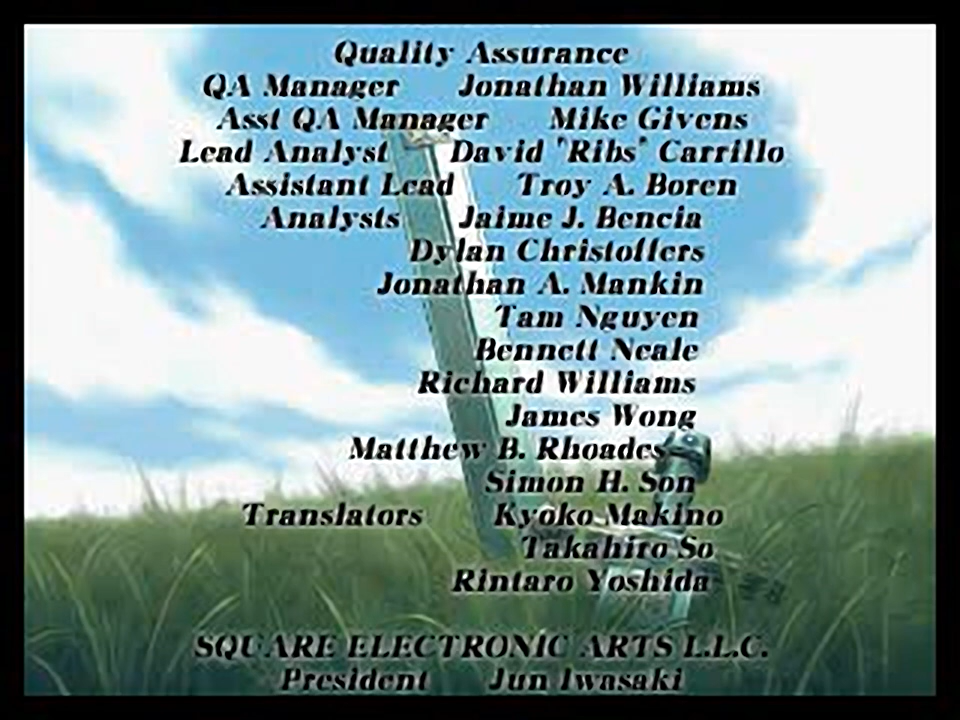 Quality Assurance
QA Manager Jonathan Williams
Asst QA Manager Mike Givens
Lead Analyst David "Ribs" Carrillo
Assistant Lead Troy A. Boren
Analysts Jaime J. Bencia
Dylan Christoffers
Jonathan A. Mankin
Tam Nguyen
Bennett Neale
Richard Williams
James Wong
Matthew B. Rhoades
Simon H. Son
Translators Kyoko Makino
Takahiro So
Rintaro Yoshida
SQUARE ELECTRONIC ARTS L.L.C.
President Jun Iwasaki